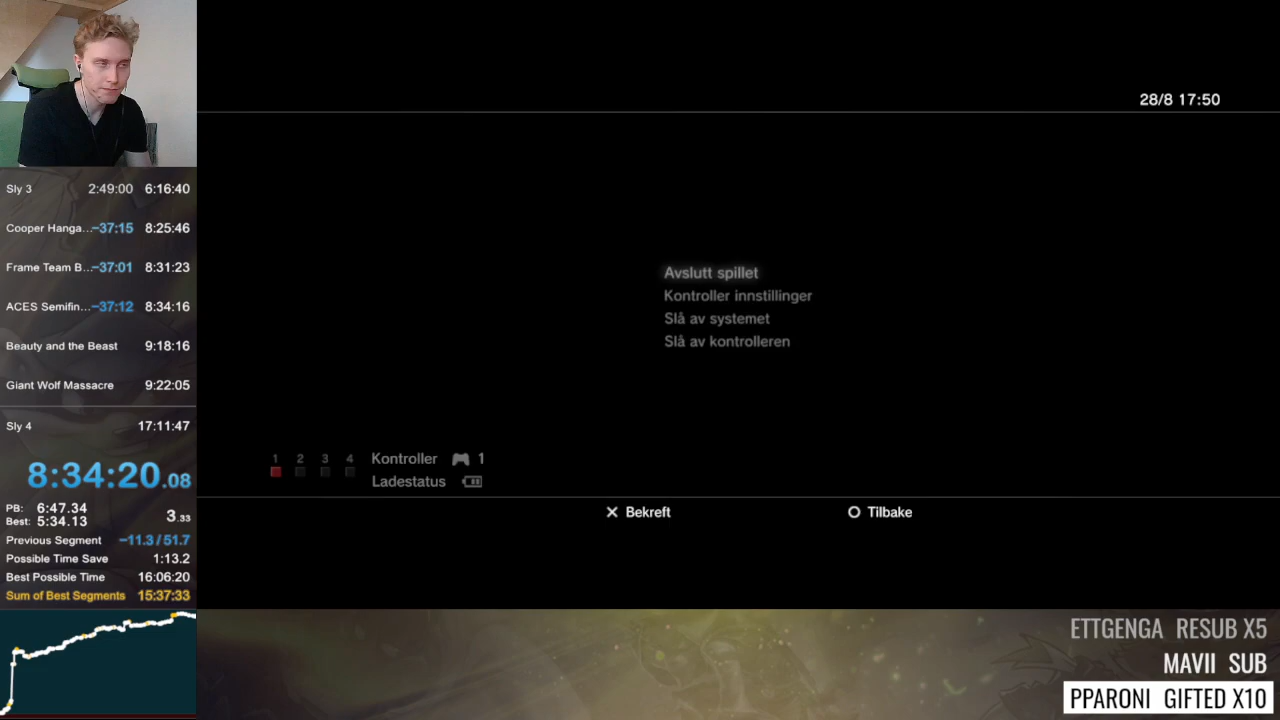 28/8 17:50
Sly 3 2:49:00 6:16:40
Cooper Hanga... -37:15 8:25:46
Frame Team B... -37:01 8:31:23
ACES Semifin... -37:12 8:34:16
Beauty and the Beast 9:18:16
Giant Wolf Massacre 9:22:05
Sly 4 17:11:47
8:34:20.08
PB: 6:47.34
Best: 5:34.13
3.33
Previous Segment -11.3 / 51.7
Possible Time Save 1:13.2
Best Possible Time 16:06:20
Sum of Best Segments 15:37:33
Avslutt spillet
Kontroller innstillinger
Slå av systemet
Slå av kontrolleren
1 2 3 4
Kontroller 1
Ladestatus
Bekreft
Tilbake
ETTGENGA RESUB X5
MAVII SUB
PPARONI GIFTED X10